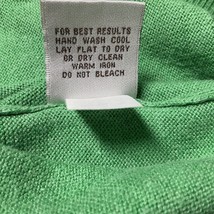 FOR BEST RESULTS
HAND WASH COOL
LAY FLAT TO DRY
OR DRY CLEAN
WARM IRON
DO NOT BLEACH